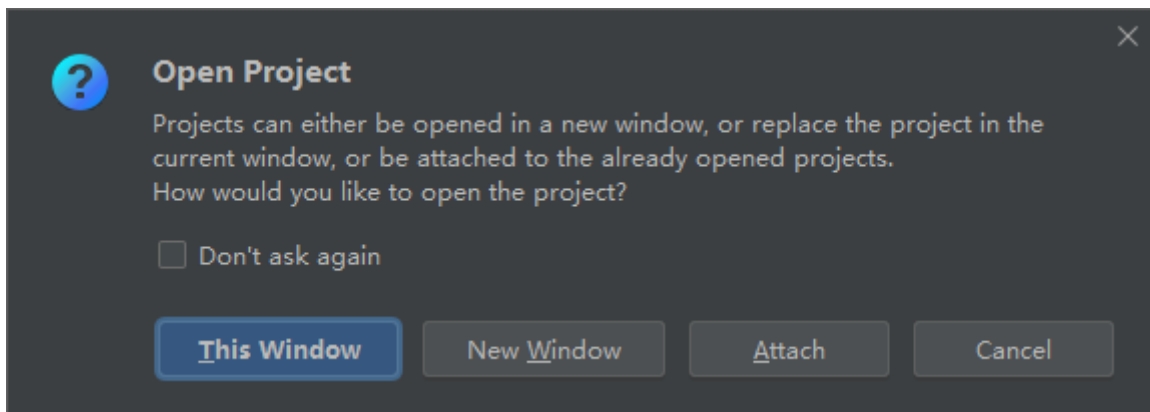 Open Project
Projects can either be opened in a new window, or replace the project in the
current window, or be attached to the already opened projects.
How would you like to open the project?
Don't ask again
This Window New Window Attach Cancel